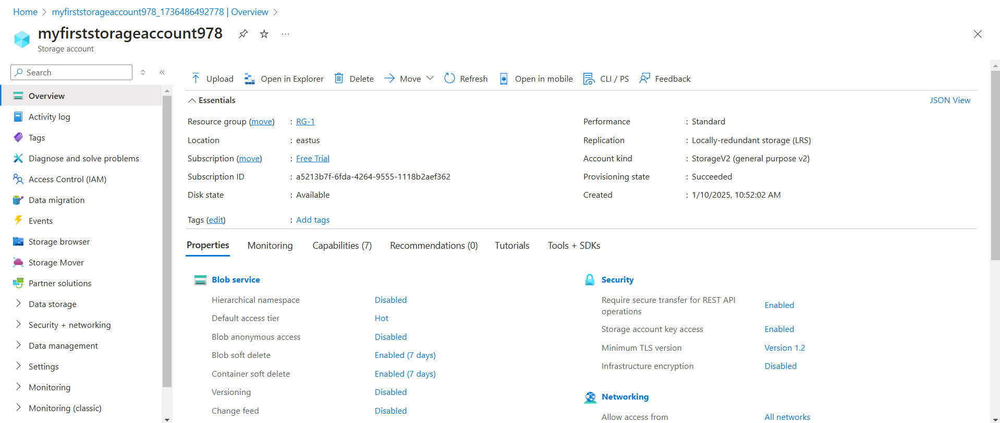 Home > myfirststorageaccount978_1736486492778 | Overview >
myfirststorageaccount978
Storage account
Search
Overview
Activity log
Tags
Diagnose and solve problems
Access Control (IAM)
Data migration
Events
Storage browser
Storage Mover
Partner solutions
Data storage
Security + networking
Data management
Settings
Monitoring
Monitoring (classic)
Upload Open in Explorer Delete Move Refresh Open in mobile CLI / PS Feedback
Essentials JSON View
Resource group (move) : RG-1
Location : eastus
Subscription (move) : Free Trial
Subscription ID : a5213b7f-6fda-4264-9555-1118b2aef362
Disk state : Available
Tags (edit) : Add tags
Performance : Standard
Replication : Locally-redundant storage (LRS)
Account kind : StorageV2 (general purpose v2)
Provisioning state : Succeeded
Created : 1/10/2025, 10:52:02 AM
Properties Monitoring Capabilities (7) Recommendations (0) Tutorials Tools + SDKs
Blob service
Hierarchical namespace Disabled
Default access tier Hot
Blob anonymous access Disabled
Blob soft delete Enabled (7 days)
Container soft delete Enabled (7 days)
Versioning Disabled
Change feed Disabled
Security
Require secure transfer for REST API
operations Enabled
Storage account key access Enabled
Minimum TLS version Version 1.2
Infrastructure encryption Disabled
Networking
Allow access from All networks